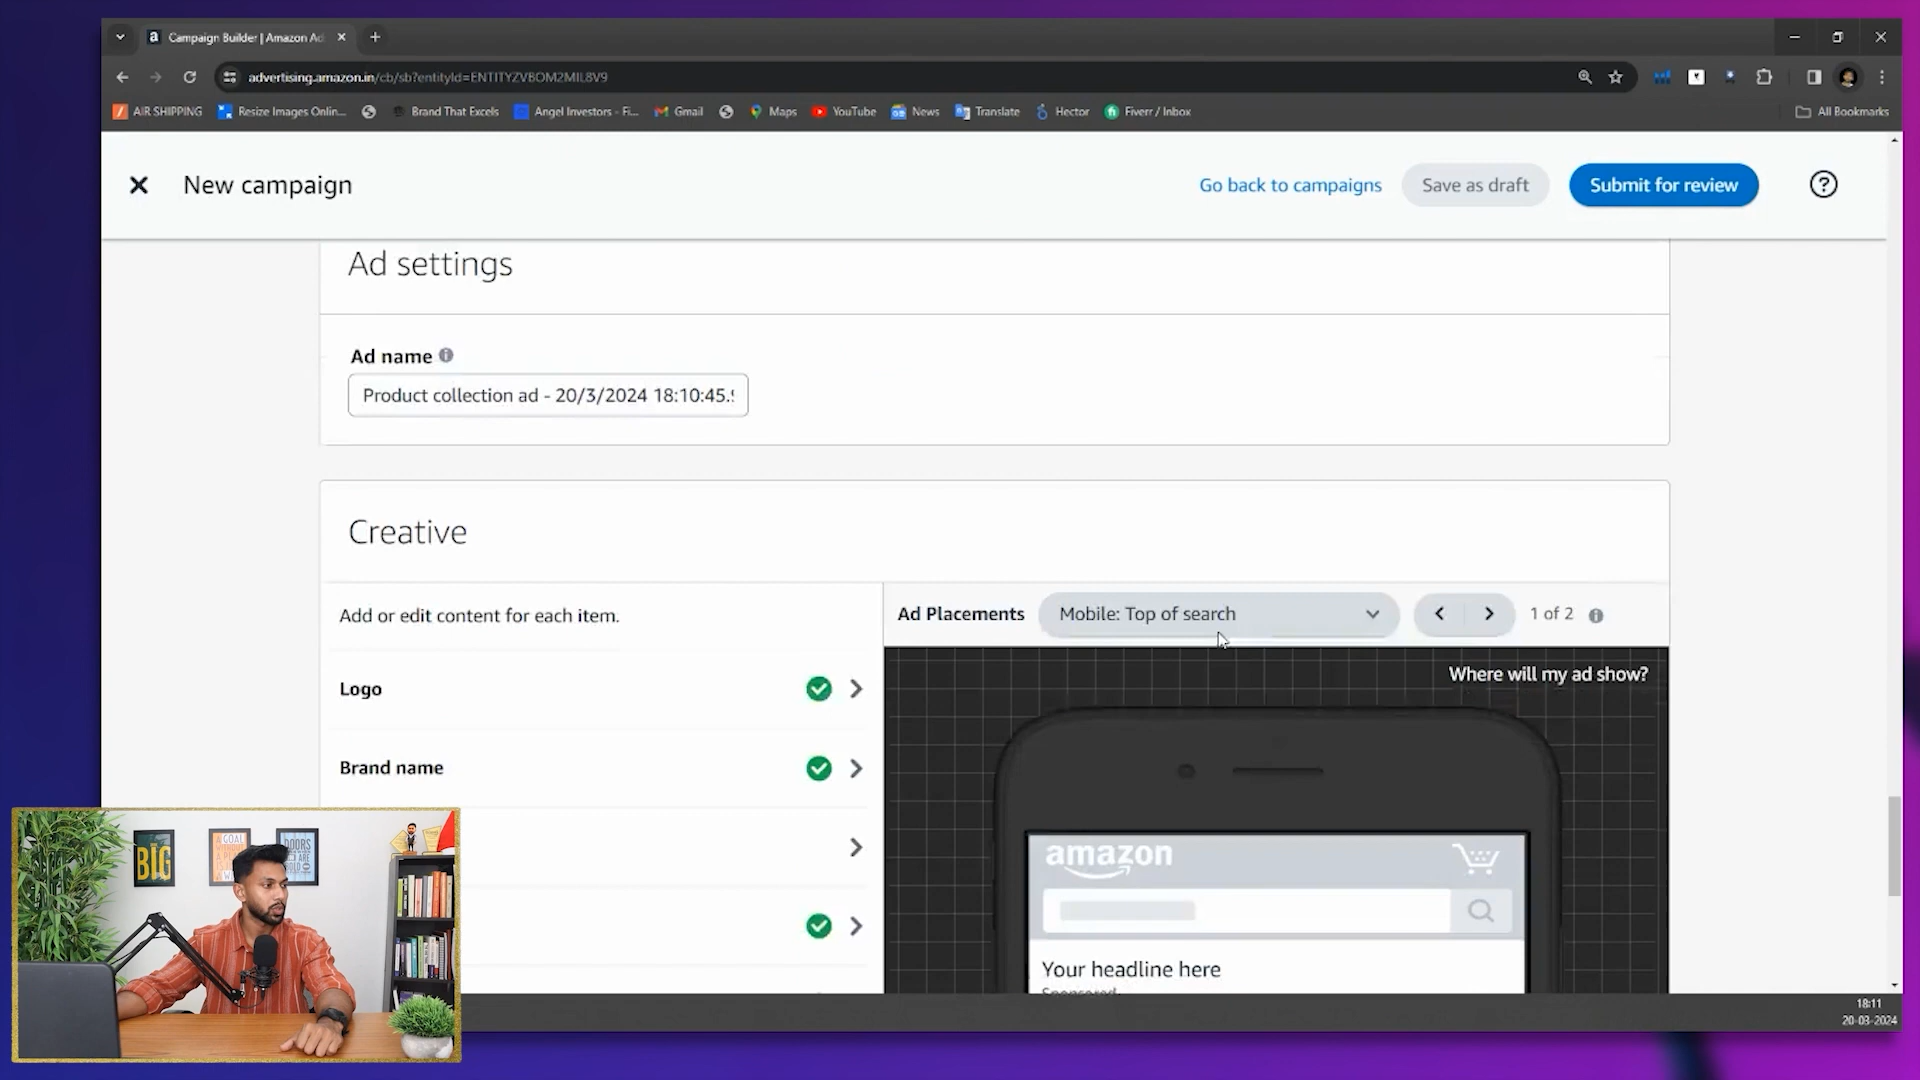 Campaign Builder | Amazon Ad
advertising.amazon.in/cb/sb?entityId=ENTITYZVBOM2MIL8V9
AIR SHIPPING
Resize Images Onlin...
Brand That Excels
Angel Investors - Fi...
Gmail
Maps
YouTube
News
Translate
Hector
Fiverr / Inbox
All Bookmarks
New campaign
Go back to campaigns
Save as draft
Submit for review
Ad settings
Ad name
Product collection ad - 20/3/2024 18:10:45.
Creative
Add or edit content for each item.
Ad Placements
Mobile: Top of search
1 of 2
Where will my ad show?
Logo
Brand name
amazon
Your headline here
Sponsored
BIG
A GOAL
DOORS
18:11
20-03-2024